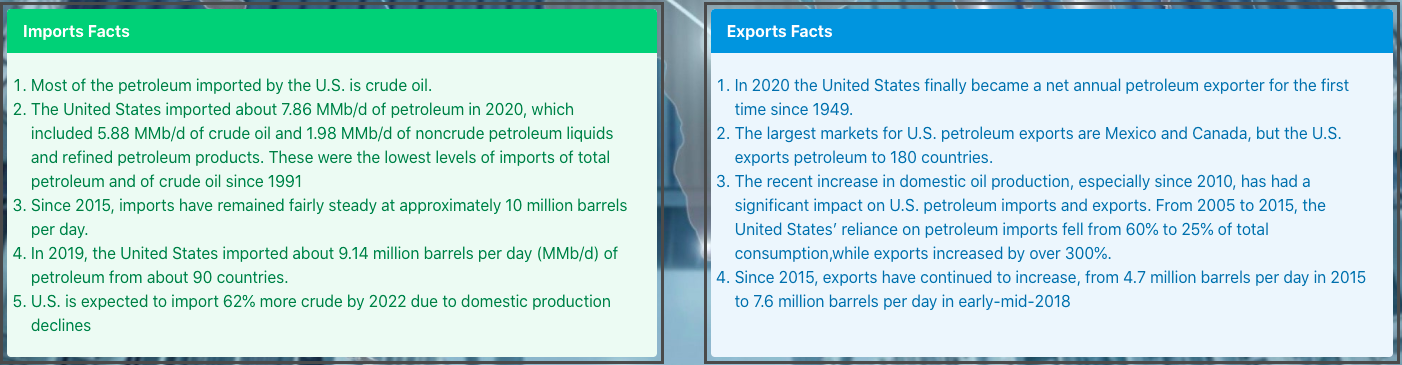 Imports Facts
1. Most of the petroleum imported by the U.S. is crude oil.
2. The United States imported about 7.86 MMb/d of petroleum in 2020, which
included 5.88 MMb/d of crude oil and 1.98 MMb/d of noncrude petroleum liquids
and refined petroleum products. These were the lowest levels of imports of total
petroleum and of crude oil since 1991
3. Since 2015, imports have remained fairly steady at approximately 10 million barrels
per day.
4. In 2019, the United States imported about 9.14 million barrels per day (MMb/d) of
petroleum from about 90 countries.
5. U.S. is expected to import 62% more crude by 2022 due to domestic production
declines
Exports Facts
1. In 2020 the United States finally became a net annual petroleum exporter for the first
time since 1949.
2. The largest markets for U.S. petroleum exports are Mexico and Canada, but the U.S.
exports petroleum to 180 countries.
3. The recent increase in domestic oil production, especially since 2010, has had a
significant impact on U.S. petroleum imports and exports. From 2005 to 2015, the
United States’ reliance on petroleum imports fell from 60% to 25% of total
consumption,while exports increased by over 300%.
4. Since 2015, exports have continued to increase, from 4.7 million barrels per day in 2015
to 7.6 million barrels per day in early-mid-2018